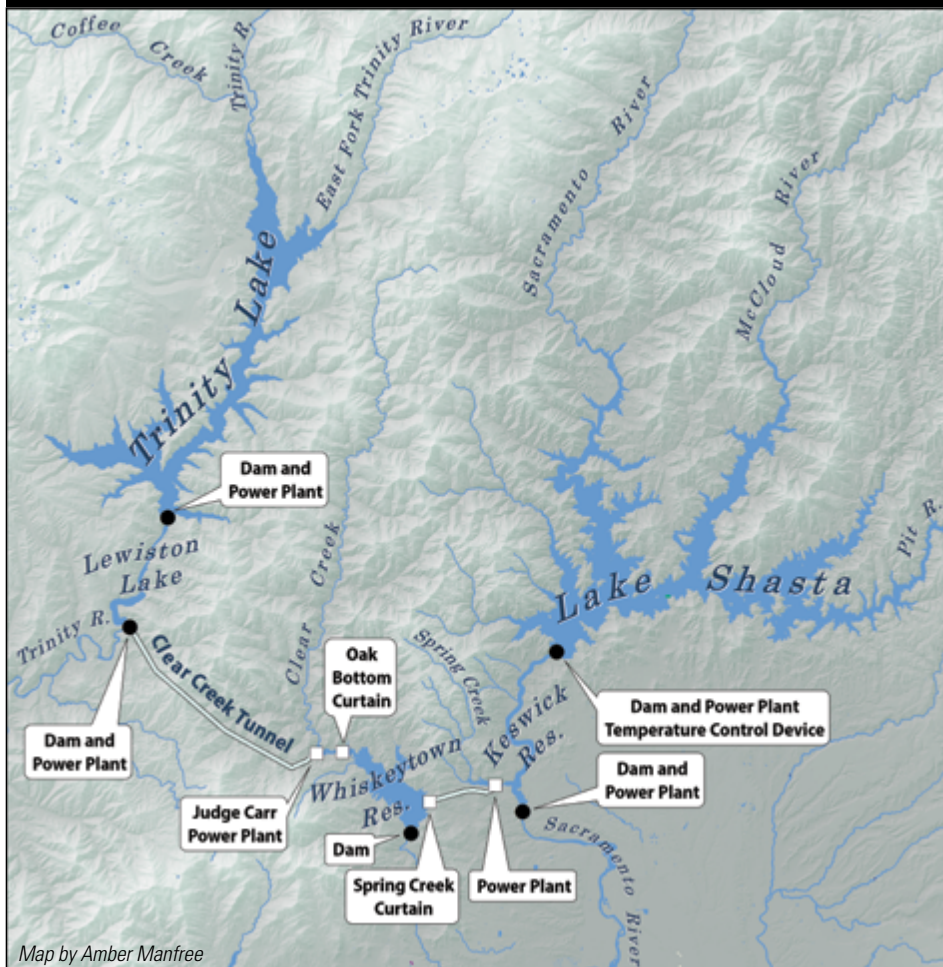 Coffee Creek
Trinity R.
East Fork Trinity River
Sacramento River
McCloud River
Trinity Lake
Dam and
Power Plant
Pit R.
Lewiston
Lake
Clear Creek
Lake Shasta
Trinity R.
Clear Creek Tunnel
Oak
Bottom
Curtain
Spring Creek
Dam and Power Plant
Temperature Control Device
Dam and
Power Plant
Keswick
Res.
Whiskeytown
Res.
Dam and
Power Plant
Judge Carr
Power Plant
Dam
Spring Creek
Curtain
Power Plant
Sacramento River
Map by Amber Manfree